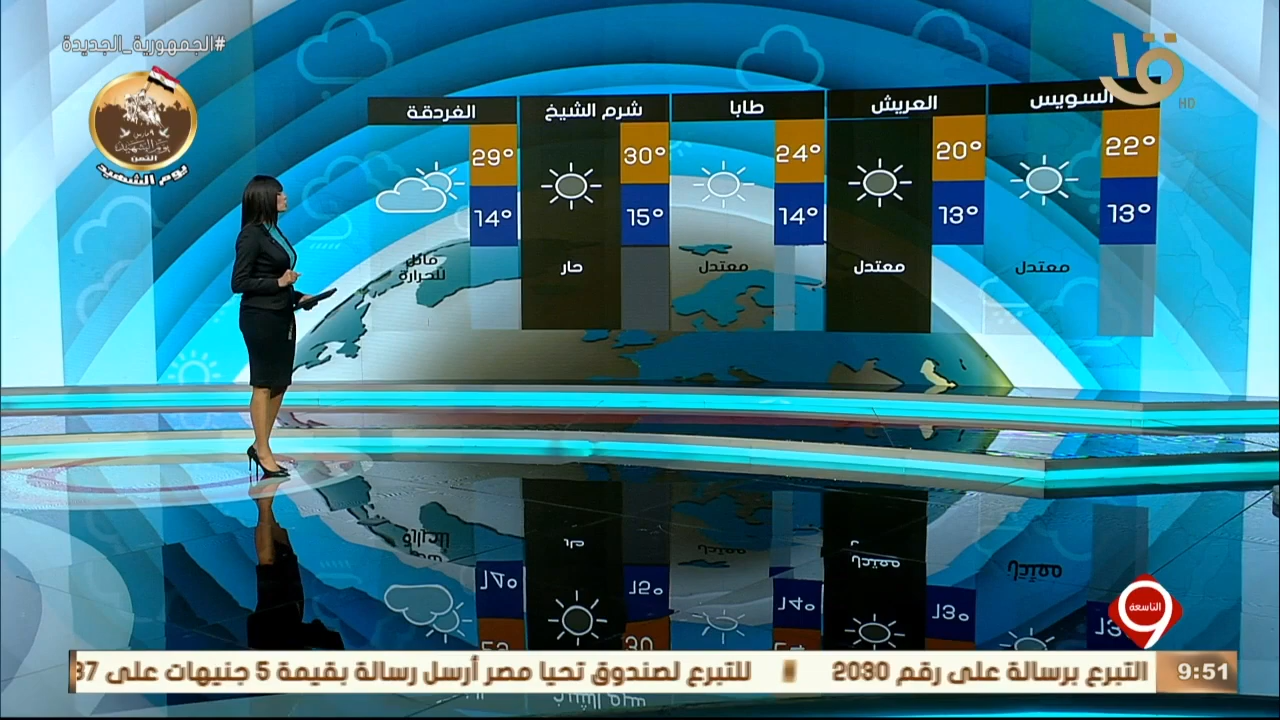 #الجمهورية_الجديدة
يوم الشهيد
السويس
22°
13°
معتدل
العريش
20°
13°
معتدل
طابا
24°
14°
معتدل
شرم الشيخ
30°
15°
حار
الغردقة
29°
14°
مائل
للحرارة
HD
التاسعة
9
9:51
التبرع برسالة على رقم 2030
للتبرع لصندوق تحيا مصر أرسل رسالة بقيمة 5 جنيهات على 37